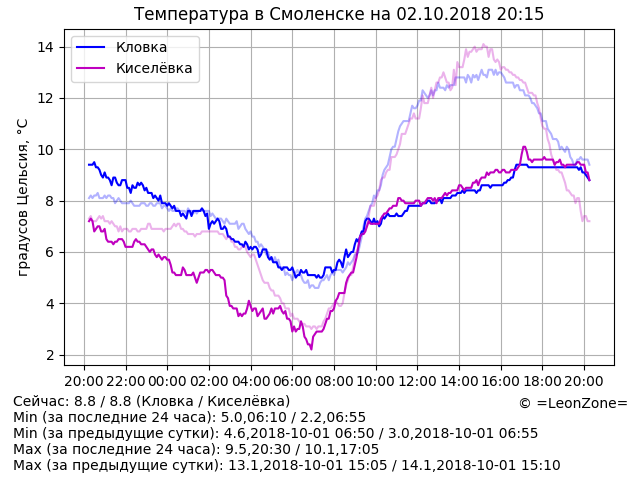 Температура в Смоленске на 02.10.2018 20:15
градусов Цельсия, °C
14
12
10
8
6
4
2
Кловка
Киселёвка
20:00 22:00 00:00 02:00 04:00 06:00 08:00 10:00 12:00 14:00 16:00 18:00 20:00
Сейчас: 8.8 / 8.8 (Кловка / Киселёвка)
© =LeonZone=
Min (за последние 24 часа): 5.0,06:10 / 2.2,06:55
Min (за предыдущие сутки): 4.6,2018-10-01 06:50 / 3.0,2018-10-01 06:55
Max (за последние 24 часа): 9.5,20:30 / 10.1,17:05
Max (за предыдущие сутки): 13.1,2018-10-01 15:05 / 14.1,2018-10-01 15:10